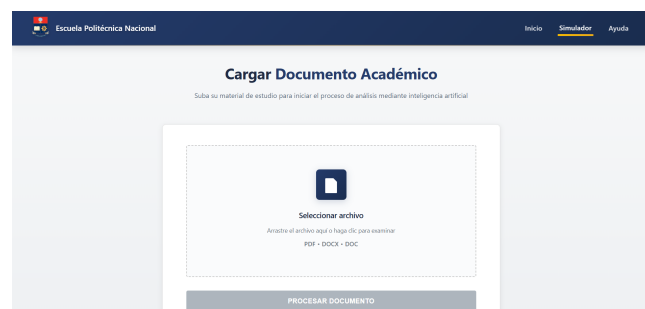 Escuela Politécnica Nacional
Inicio
Simulador
Ayuda
Cargar Documento Académico
Suba su material de estudio para iniciar el proceso de análisis mediante inteligencia artificial
Seleccionar archivo
Arrastre el archivo aquí o haga clic para examinar
PDF • DOCX • DOC
PROCESAR DOCUMENTO